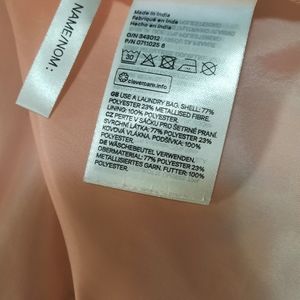 NAME/NOM :
Made in India
Fabriqué en Inde
Hecho en India
O/N 843012
P/N 0711025 6
30
clevercare.info
GB USE A LAUNDRY BAG. SHELL: 77%
POLYESTER 23% METALLISED FIBRE.
LINING: 100% POLYESTER
CZ PERTE V SÁČKU PRO ŠETRNÉ PRANÍ.
SVRCHNÍ LÁTKA: 77% POLYESTER 23%
KOVOVÁ VLÁKNA. PODŠÍVKA: 100%
POLYESTER
DE WÄSCHEBEUTEL VERWENDEN.
OBERMATERIAL: 77% POLYESTER 23%
METALLISIERTES GARN. FUTTER: 100%
POLYESTER